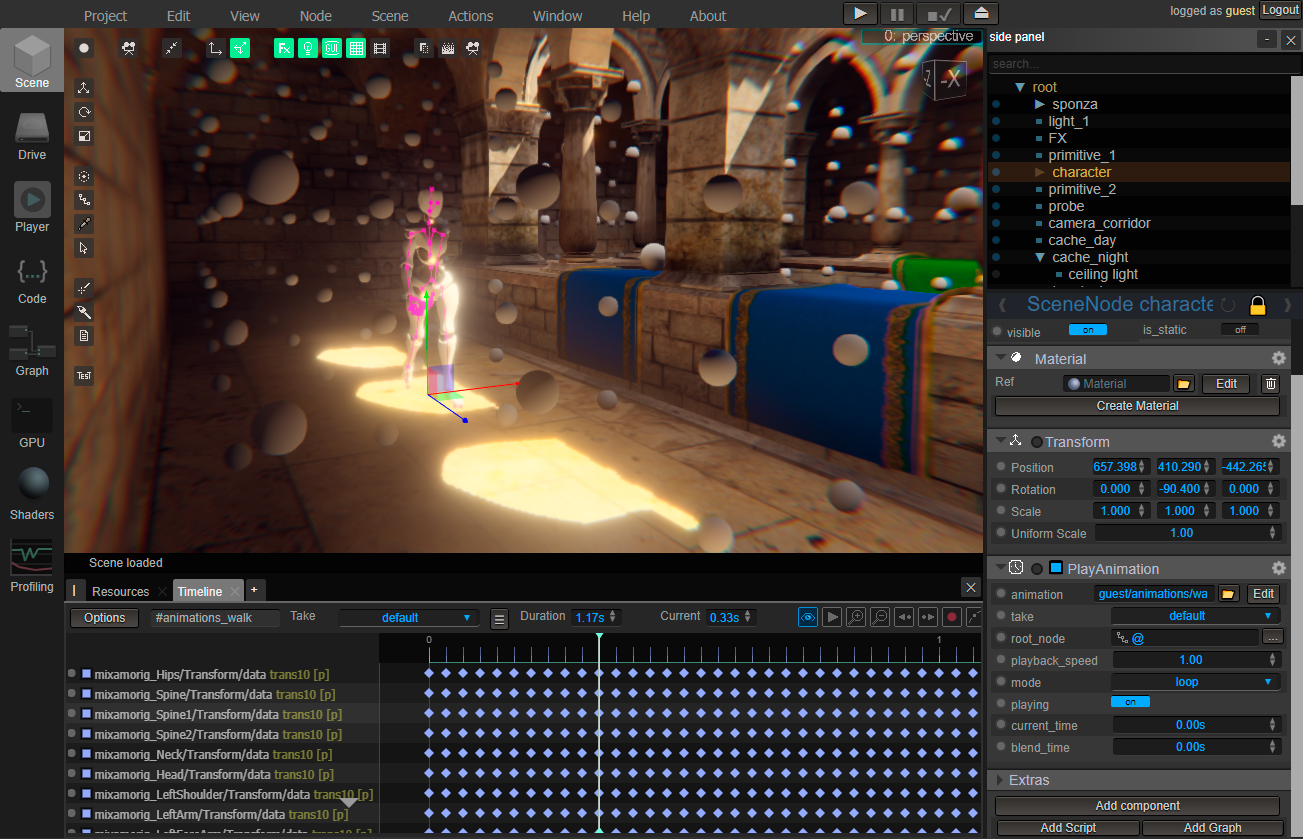 Project Edit View Node Scene Actions Window Help About
logged as guest Logout
side panel
0: perspective
search...
-X
Scene
Drive
Player
Code
Graph
GPU
Shaders
Profiling
Fx
GUI
TEST
root
sponza
light_1
FX
primitive_1
character
primitive_2
probe
camera_corridor
cache_day
cache_night
ceiling light
SceneNode characte
visible on is_static off
Material
Ref Material Edit
Create Material
Transform
Position 657.398 410.290 -442.265
Rotation 0.000 -90.400 0.000
Scale 1.000 1.000 1.000
Uniform Scale 1.00
PlayAnimation
animation guest/animations/wa Edit
take default
root_node @ ...
playback_speed 1.00
mode loop
playing on
current_time 0.00s
blend_time 0.00s
Extras
Add component
Add Script Add Graph
Scene loaded
Resources Timeline +
Options #animations_walk Take default Duration 1.17s Current 0.33s
0 1
mixamorig_Hips/Transform/data trans10 [p]
mixamorig_Spine/Transform/data trans10 [p]
mixamorig_Spine1/Transform/data trans10 [p]
mixamorig_Spine2/Transform/data trans10 [p]
mixamorig_Neck/Transform/data trans10 [p]
mixamorig_Head/Transform/data trans10 [p]
mixamorig_LeftShoulder/Transform/data trans10 [p]
mixamorig_LeftArm/Transform/data trans10 [p]
mixamorig_LeftForeArm/Transform/data trans10 [p]